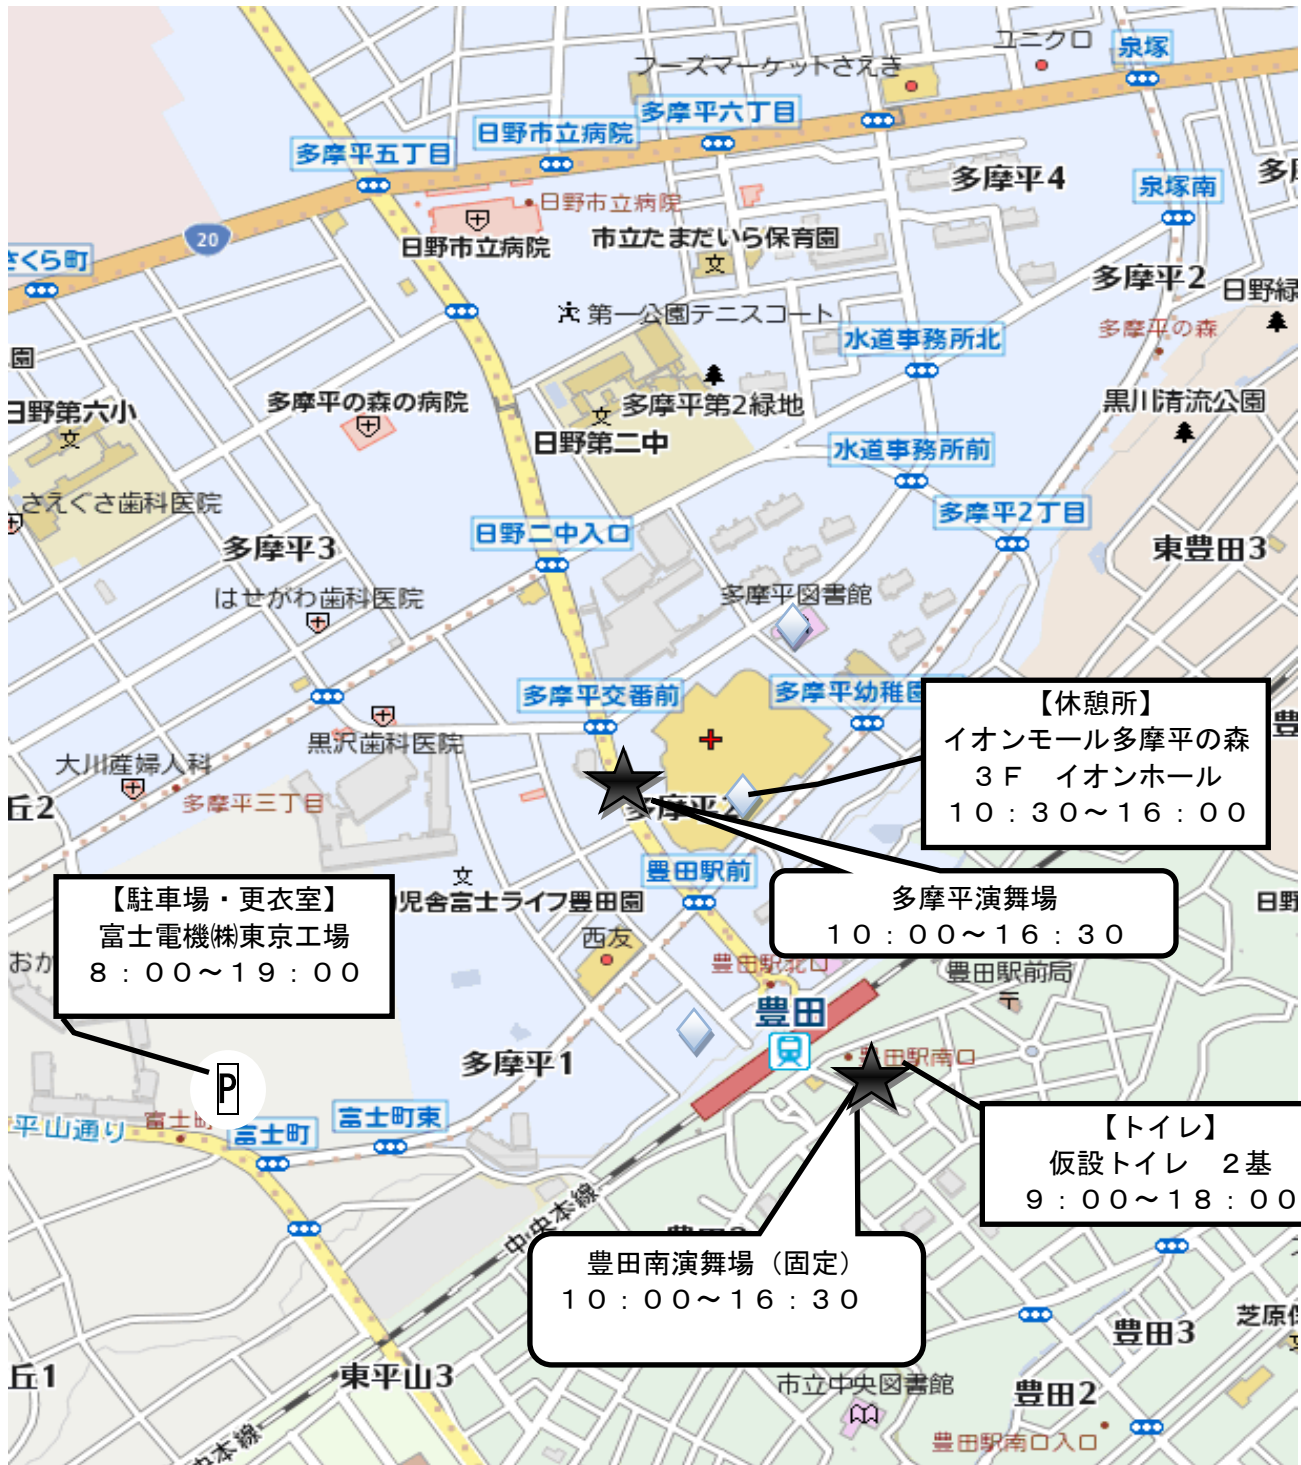 ユニクロ
泉塚
フーズマーケットさえき
多摩平六丁目
日野市立病院
多摩平五丁目
多摩平4
泉塚南
日野市立病院
20
日野市立病院
市立たまだいら保育園
さくら町
多摩平2
日野緑
第一公園テニスコート
多摩平の森
水道事務所北
園
日野第六小
多摩平の森の病院
多摩平第2緑地
黒川清流公園
日野第二中
水道事務所前
さえぐさ歯科医院
多摩平2丁目
日野二中入口
多摩平3
東豊田3
はせがわ歯科医院
多摩平図書館
多摩平交番前
多摩平幼稚園
【休憩所】
イオンモール多摩平の森
3F イオンホール
10:30～16:00
黒沢歯科医院
大川産婦人科
多摩平三丁目
丘2
多摩平2
豊田駅前
【駐車場・更衣室】
富士電機㈱東京工場
8:00～19:00
児舎富士ライフ豊田園
多摩平演舞場
10:00～16:30
日野
西友
おか
豊田駅北口
豊田駅前局
豊田
多摩平1
豊田駅南口
P
平山通り
富士町
富士町
富士町東
【トイレ】
仮設トイレ 2基
9:00～18:00
中央本線
豊田南演舞場（固定）
10:00～16:30
豊田3
芝原保
丘1
東平山3
市立中央図書館
豊田2
豊田駅南口入口
中央本線